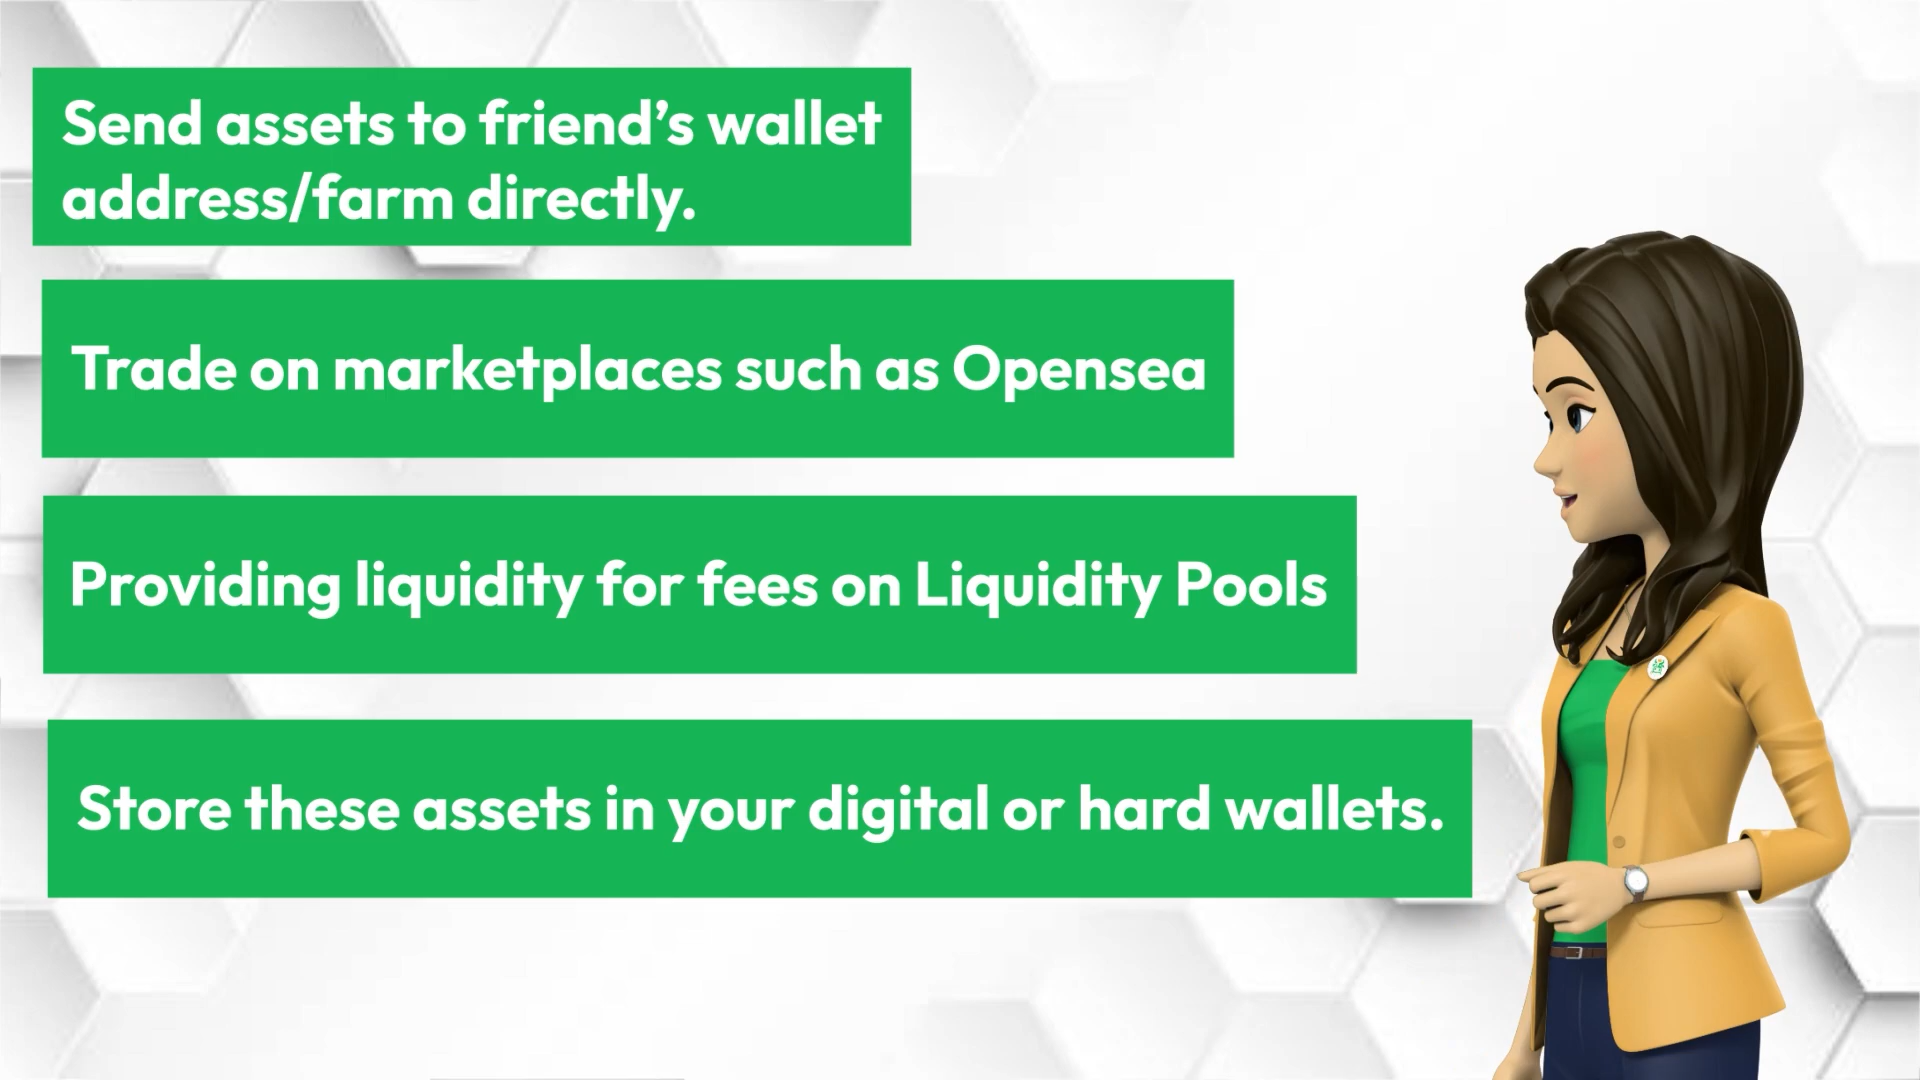 Send assets to friend’s wallet
address/farm directly.
Trade on marketplaces such as Opensea
Providing liquidity for fees on Liquidity Pools
Store these assets in your digital or hard wallets.